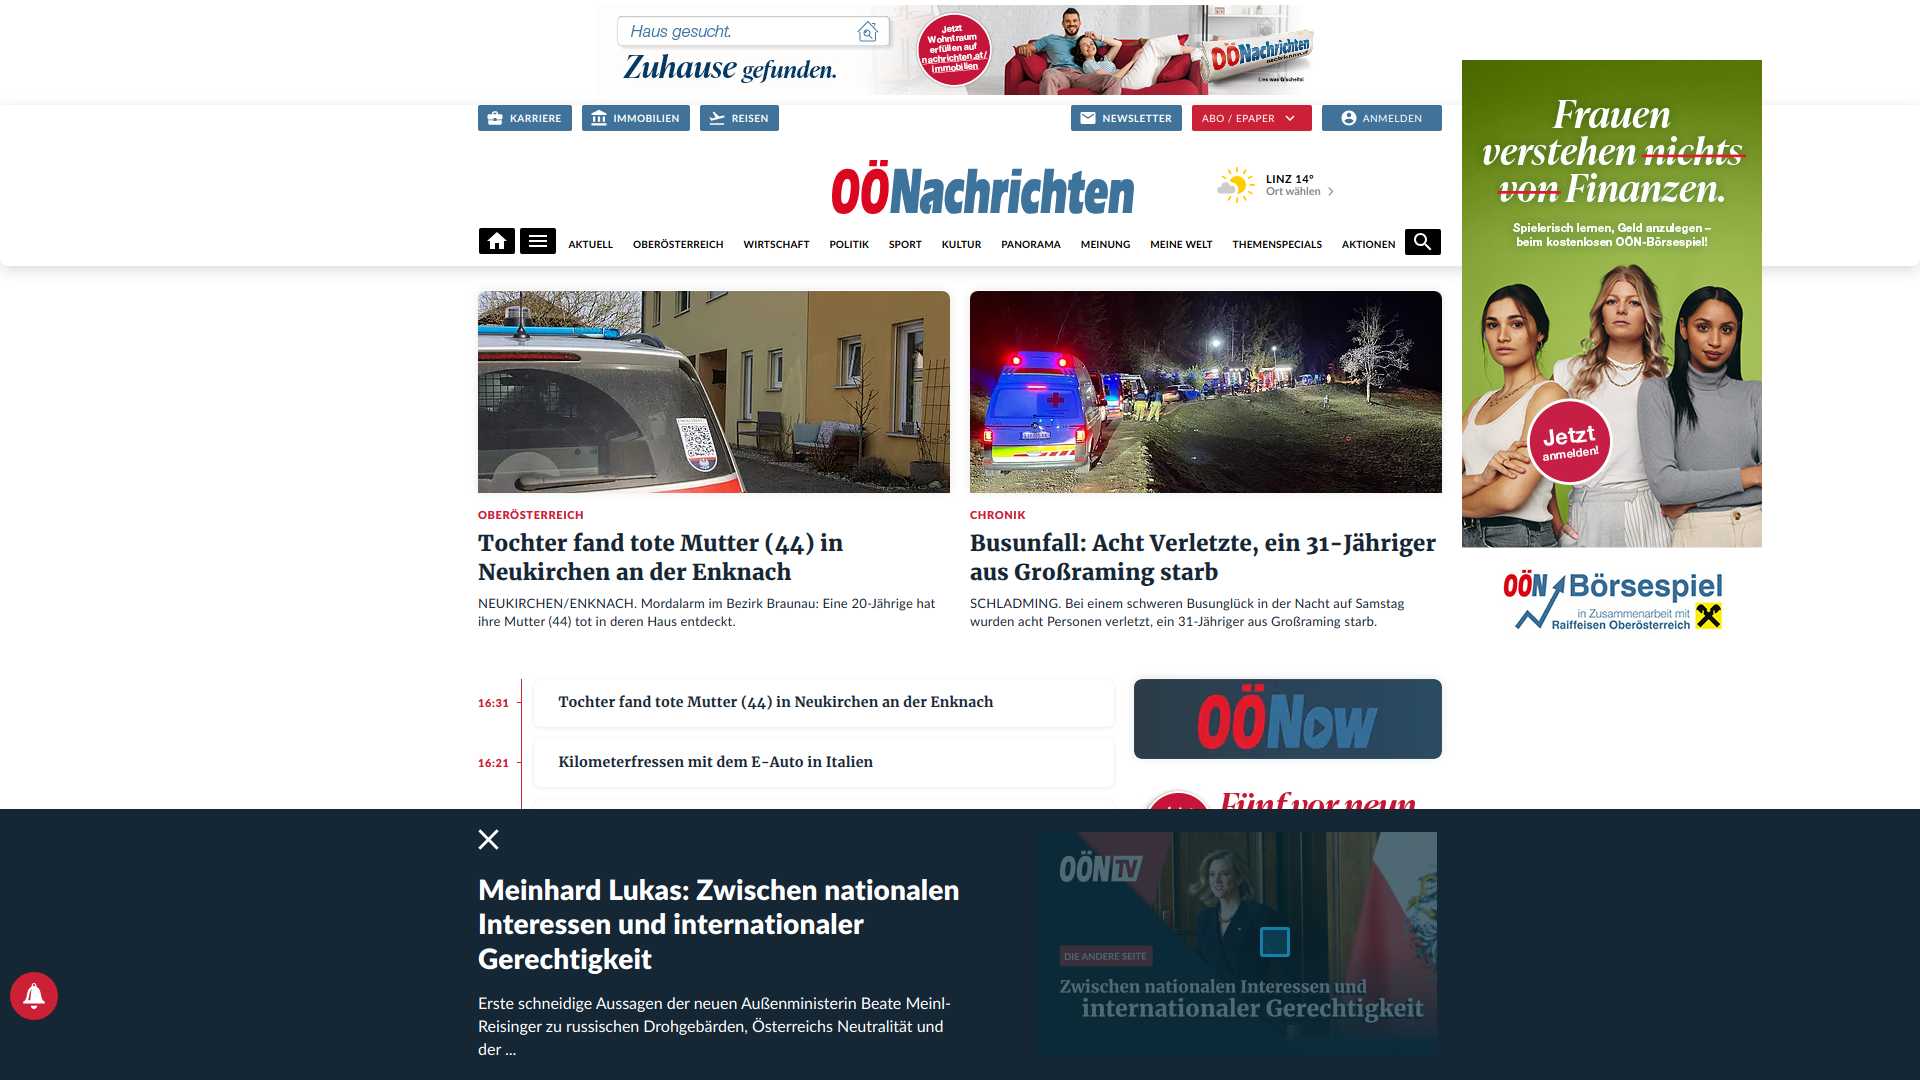 Haus gesucht.
Zuhause gefunden.
Jetzt
Wohntraum
erfüllen auf
nachrichten.at/
immobilien
OÖNachrichten
Lies was G'scheits!
KARRIERE
IMMOBILIEN
REISEN
NEWSLETTER
ABO / EPAPER
ANMELDEN
OÖNachrichten
LINZ 14°
Ort wählen
AKTUELL
OBERÖSTERREICH
WIRTSCHAFT
POLITIK
SPORT
KULTUR
PANORAMA
MEINUNG
MEINE WELT
THEMENSPECIALS
AKTIONEN
Frauen
verstehen nichts
von Finanzen.
Spielerisch lernen, Geld anzulegen –
beim kostenlosen OÖN-Börsespiel!
Jetzt
anmelden!
OÖN Börsespiel
in Zusammenarbeit mit
Raiffeisen Oberösterreich
OBERÖSTERREICH
Tochter fand tote Mutter (44) in
Neukirchen an der Enknach
NEUKIRCHEN/ENKNACH. Mordalarm im Bezirk Braunau: Eine 20-Jährige hat
ihre Mutter (44) tot in deren Haus entdeckt.
CHRONIK
Busunfall: Acht Verletzte, ein 31-Jähriger
aus Großraming starb
SCHLADMING. Bei einem schweren Busunglück in der Nacht auf Samstag
wurden acht Personen verletzt, ein 31-Jähriger aus Großraming starb.
16:31
Tochter fand tote Mutter (44) in Neukirchen an der Enknach
16:21
Kilometerfressen mit dem E-Auto in Italien
OÖNow
Fünf vor neun
Meinhard Lukas: Zwischen nationalen
Interessen und internationaler
Gerechtigkeit
Erste schneidige Aussagen der neuen Außenministerin Beate Meinl-
Reisinger zu russischen Drohgebärden, Österreichs Neutralität und
der ...
OÖN TV
DIE ANDERE SEITE
Zwischen nationalen Interessen und
internationaler Gerechtigkeit